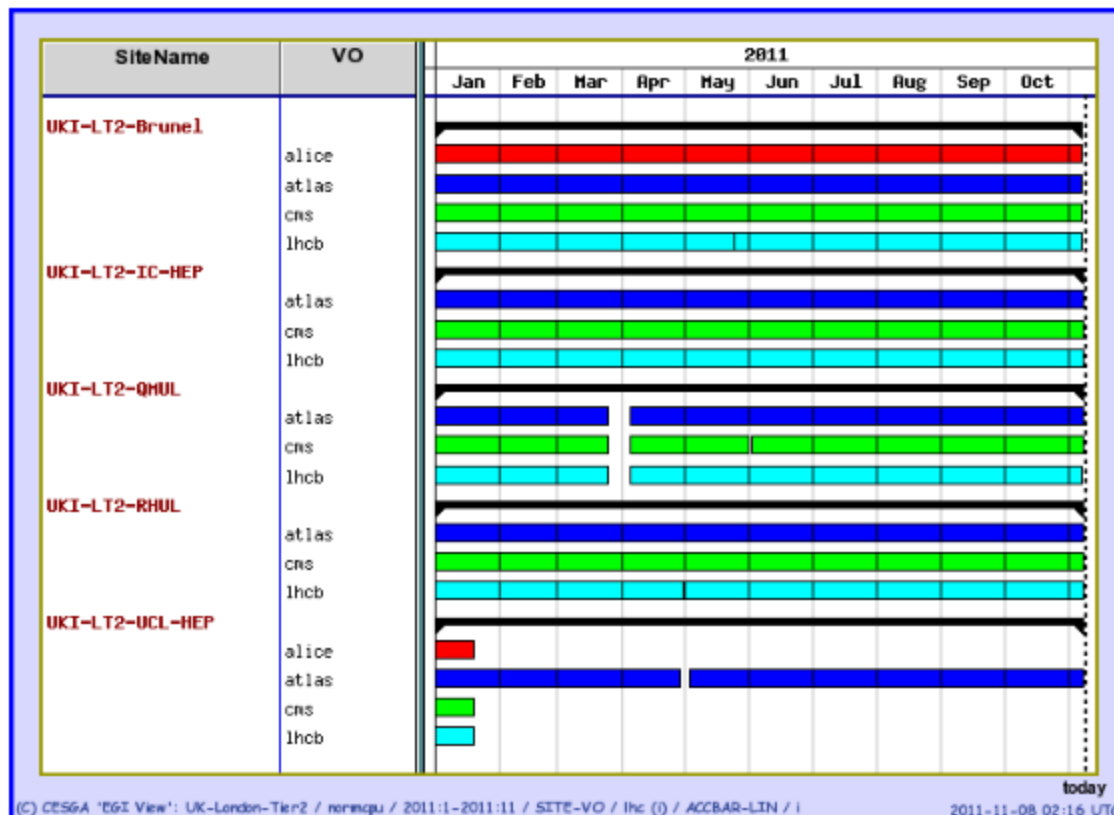 SiteName VO 2011
Jan Feb Mar Apr May Jun Jul Aug Sep Oct
UKI-LT2-Brunel
alice
atlas
cms
lhcb
UKI-LT2-IC-HEP
atlas
cms
lhcb
UKI-LT2-QMUL
atlas
cms
lhcb
UKI-LT2-RHUL
atlas
cms
lhcb
UKI-LT2-UCL-HEP
alice
atlas
cms
lhcb
today
(C) CESGA 'EGI View': UK-London-Tier2 / normcpu / 2011:1-2011:11 / SITE-VO / lhc (i) / ACCBAR-LIN / i 2011-11-08 02:16 UTC